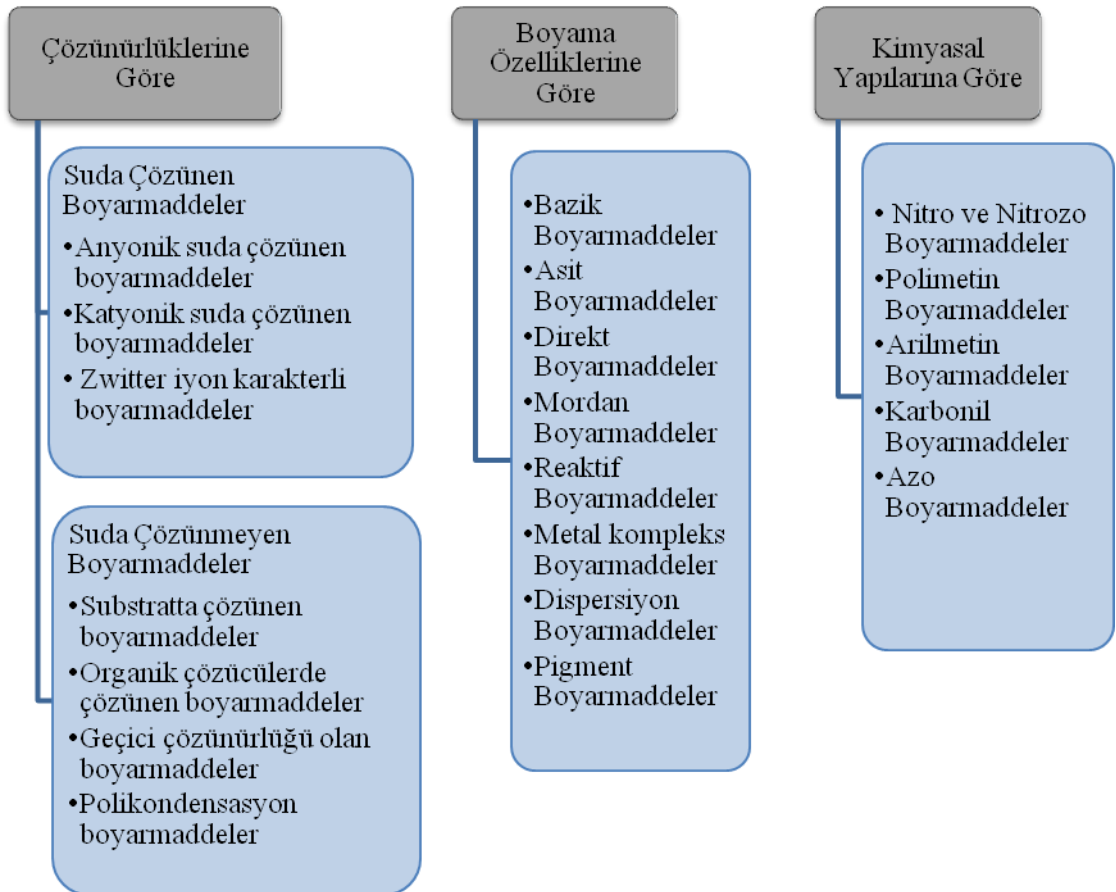 Çözünürlüklerine
Göre
Suda Çözünen
Boyarmaddeler
•Anyonik suda çözünen
boyarmaddeler
•Katyonik suda çözünen
boyarmaddeler
• Zwitter iyon karakterli
boyarmaddeler
Suda Çözünmeyen
Boyarmaddeler
•Substratta çözünen
boyarmaddeler
•Organik çözücülerde
çözünen boyarmaddeler
•Geçici çözünürlüğü olan
boyarmaddeler
•Polikondensasyon
boyarmaddeler
Boyama
Özelliklerine
Göre
•Bazik
Boyarmaddeler
•Asit
Boyarmaddeler
•Direkt
Boyarmaddeler
•Mordan
Boyarmaddeler
•Reaktif
Boyarmaddeler
•Metal kompleks
Boyarmaddeler
•Dispersiyon
Boyarmaddeler
•Pigment
Boyarmaddeler
Kimyasal
Yapılarına Göre
• Nitro ve Nitrozo
Boyarmaddeler
•Polimetin
Boyarmaddeler
•Arilmetin
Boyarmaddeler
•Karbonil
Boyarmaddeler
•Azo
Boyarmaddeler